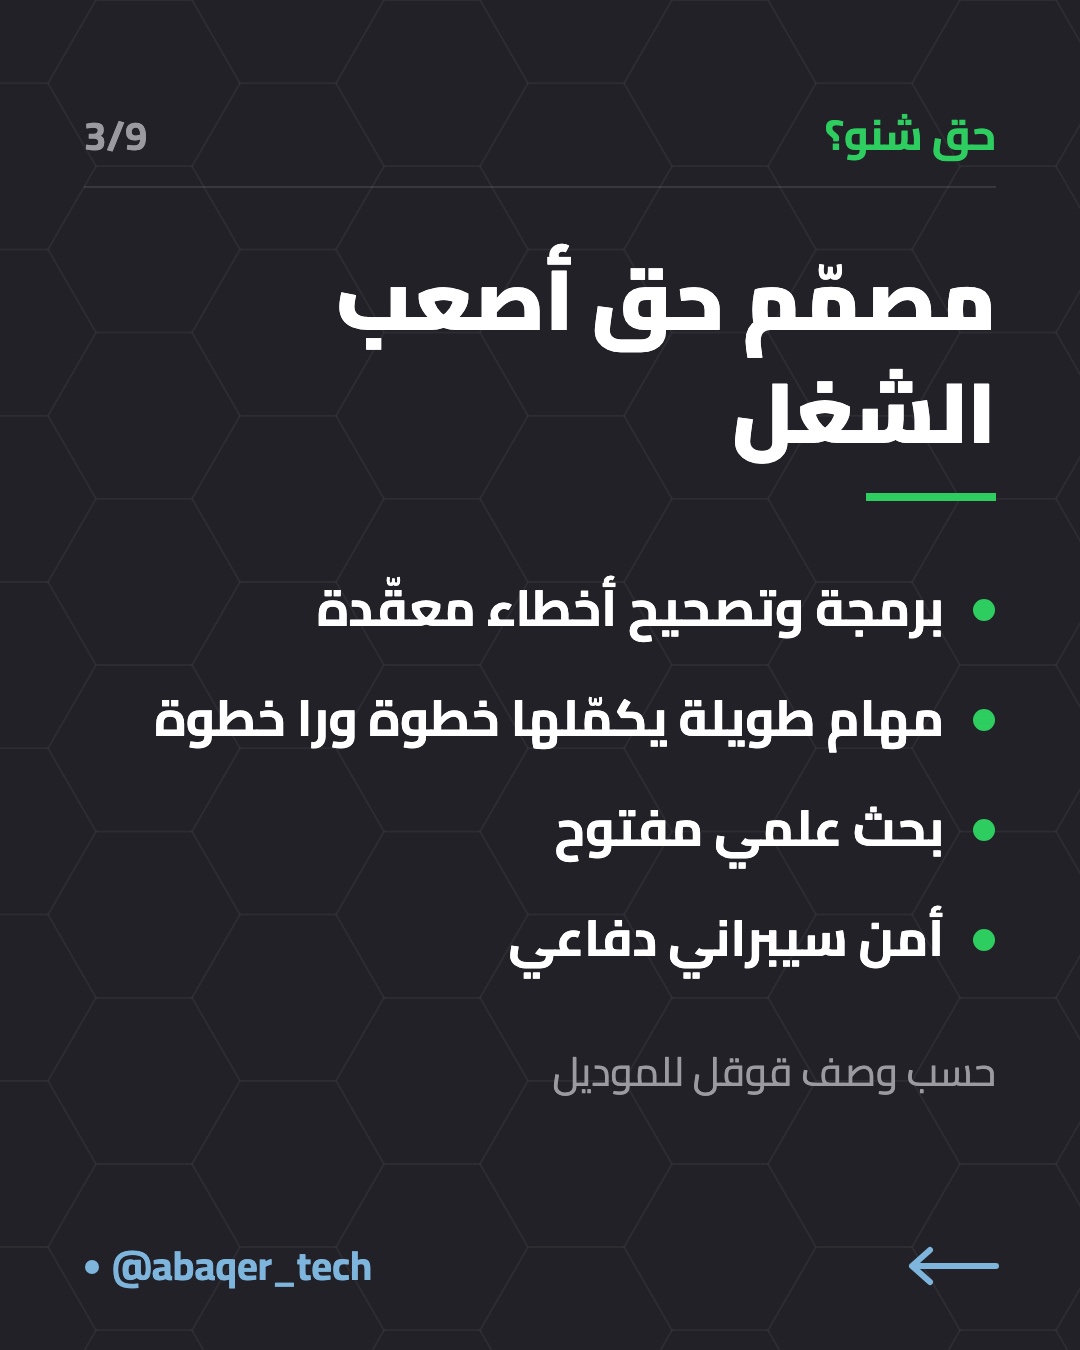 حق شنو؟
3/9
مصمّم حق أصعب
الشغل
برمجة وتصحيح أخطاء معقّدة
مهام طويلة يكمّلها خطوة ورا خطوة
بحث علمي مفتوح
أمن سيبراني دفاعي
حسب وصف قوقل للموديل
• @abaqer_tech